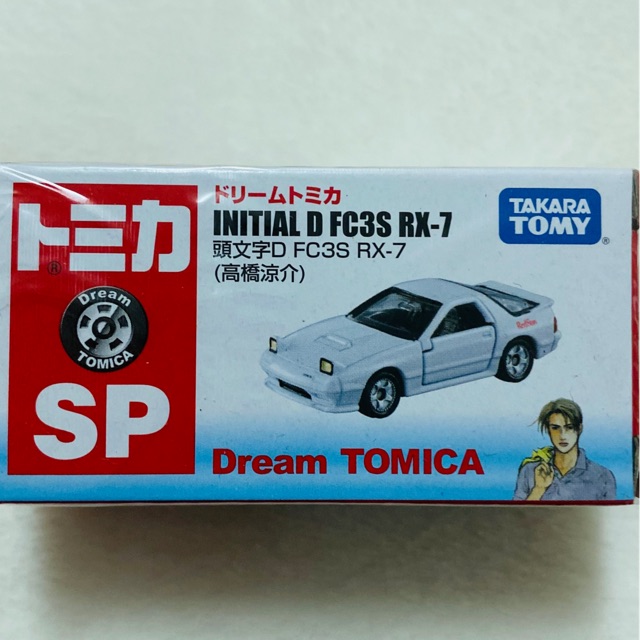 トミカ
®
Dream
TOMICA
SP
ドリームトミカ
INITIAL D FC3S RX-7
頭文字D FC3S RX-7
(高橋涼介)
TAKARA
TOMY®
RedSuns
Dream TOMICA